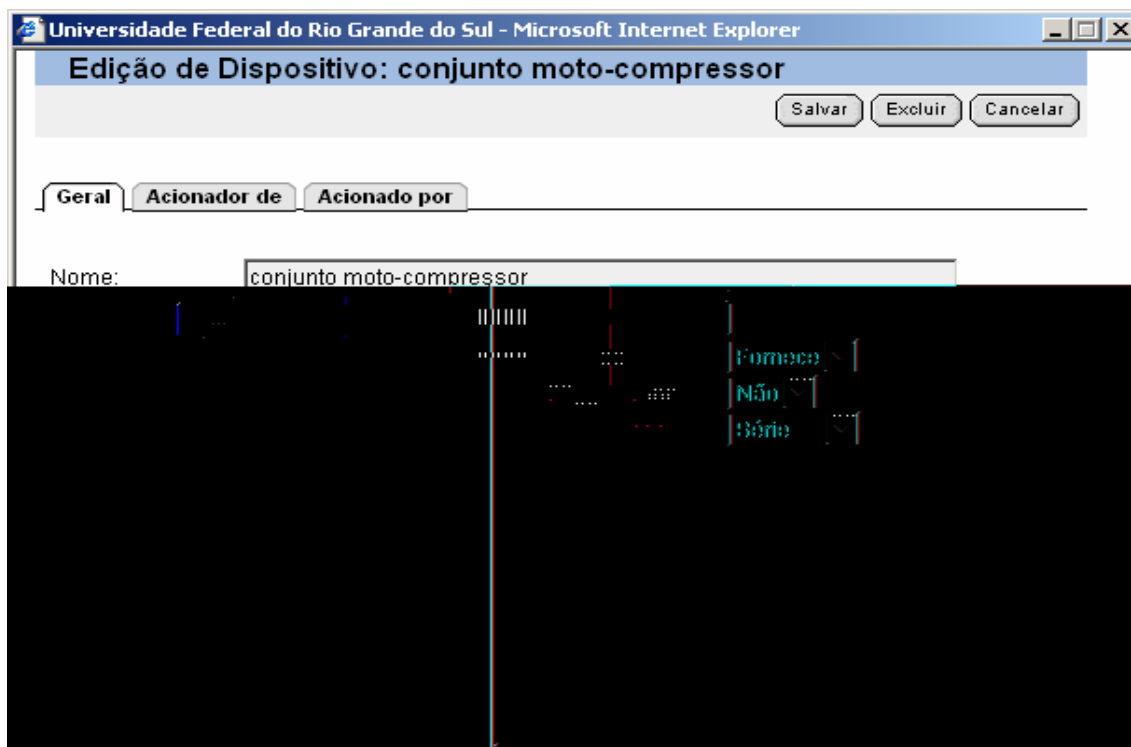 Universidade Federal do Rio Grande do Sul - Microsoft Internet Explorer
Edição de Dispositivo: conjunto moto-compressor
Salvar Excluir Cancelar
Geral Acionador de Acionado por
Nome: conjunto moto-compressor
Fornece
Não
Série